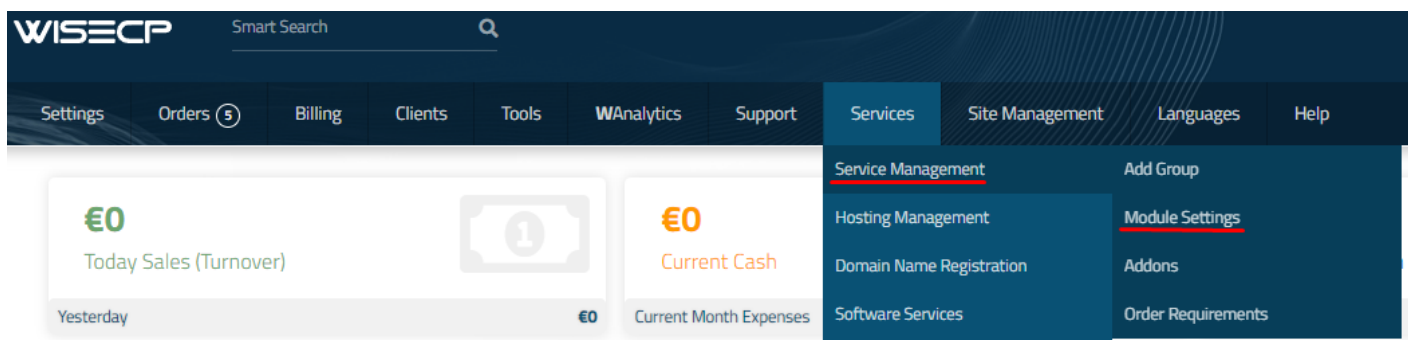 WISECP
Smart Search
Settings
Orders 5
Billing
Clients
Tools
WAnalytics
Support
Services
Site Management
Languages
Help
Service Management
Add Group
Hosting Management
Module Settings
Domain Name Registration
Addons
Software Services
Order Requirements
€0
Today Sales (Turnover)
1
Yesterday
€0
€0
Current Cash
Current Month Expenses